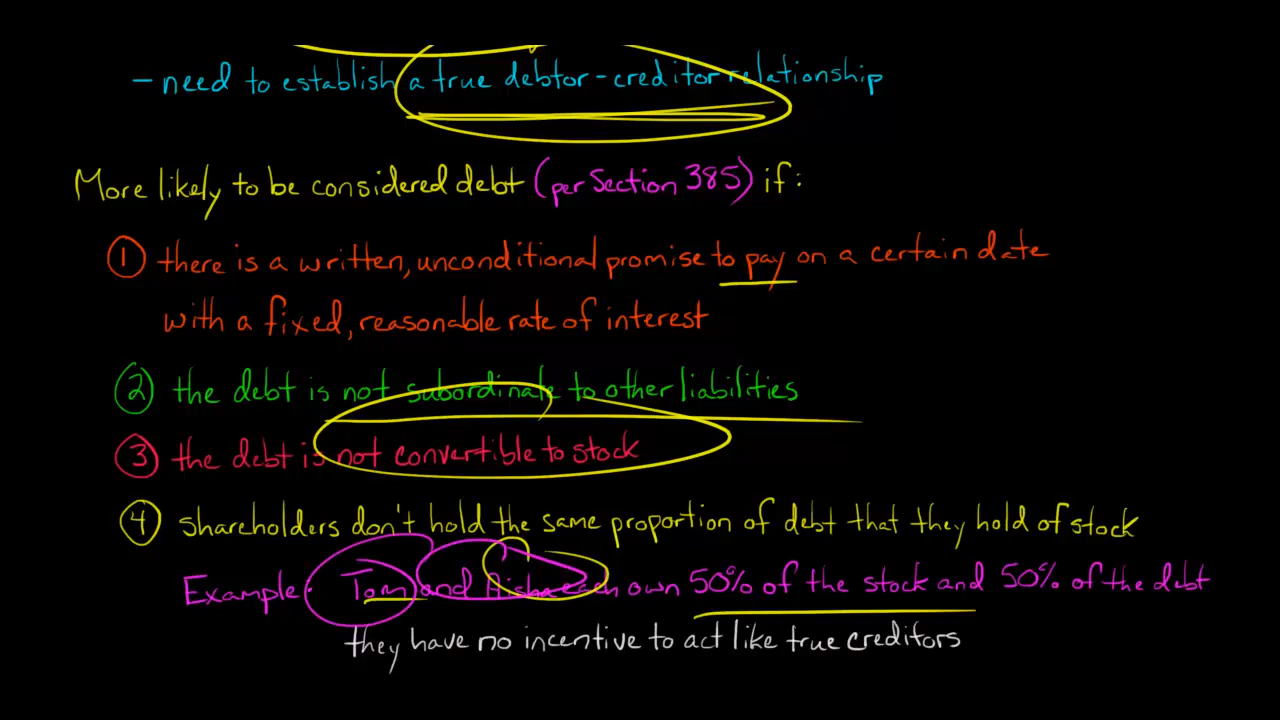 - need to establish a true debtor-creditor relationship
More likely to be considered debt (per Section 385) if:
① there is a written, unconditional promise to pay on a certain date
with a fixed, reasonable rate of interest
② the debt is not subordinate to other liabilities
③ the debt is not convertible to stock
④ shareholders don't hold the same proportion of debt that they hold of stock
Example: Tom and each own 50% of the stock and 50% of the debt
they have no incentive to act like true creditors